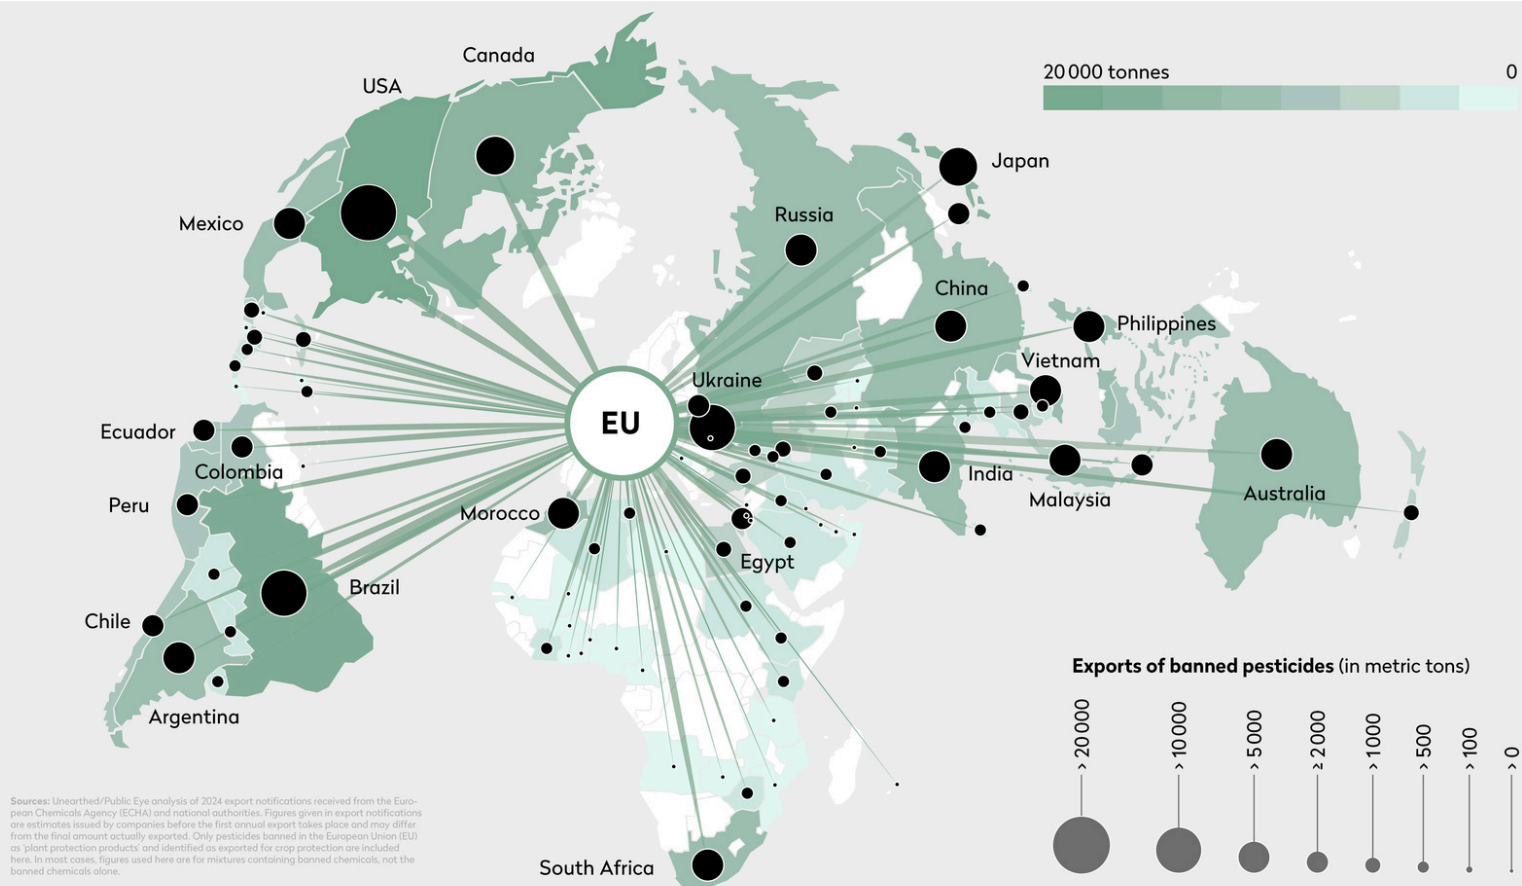 Canada
USA
20 000 tonnes 0
Japan
Mexico
Russia
China
Philippines
Vietnam
Ukraine
EU
Ecuador
Colombia
India
Malaysia
Australia
Peru
Morocco
Egypt
Brazil
Chile
Argentina
South Africa
Exports of banned pesticides (in metric tons)
> 20 000
> 10 000
> 5000
≥ 2000
> 1000
> 500
> 100
> 0
Sources: Unearthed/Public Eye analysis of 2024 export notifications received from the Euro-
pean Chemicals Agency (ECHA) and national authorities. Figures given in export notifications
are estimates issued by companies before the first annual export takes place and may differ
from the final amount actually exported. Only pesticides banned in the European Union (EU)
as ‘plant protection products’ and identified as exported for crop protection are included
here. In most cases, figures used here are for mixtures containing banned chemicals, not the
banned chemicals alone.